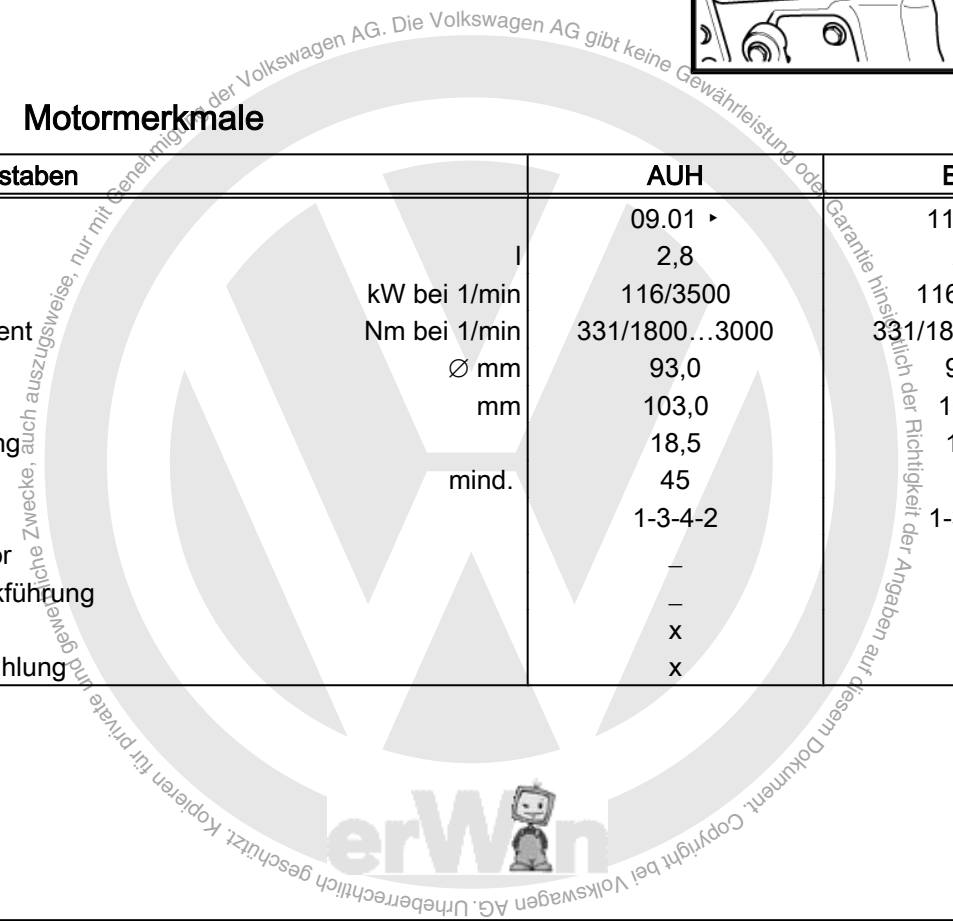 Motormerkmale
staben AUH E
09.01 ▸ 11
l 2,8
kW bei 1/min 116/3500 116
ent Nm bei 1/min 331/1800…3000 331/18
∅ mm 93,0 9
mm 103,0 1
ng 18,5 1
mind. 45
1-3-4-2 1-
or –
kführung –
x
hlung x
erWin
nur mit Genehmigung der Volkswagen AG. Die Volkswagen AG gibt keine Gewährleistung oder Garantie hinsichtlich der Richtigkeit der Angaben auf diesem Dokument. Copyright bei Volkswagen AG. Urheberrechtlich geschützt. Kopieren für private und gewerbliche Zwecke, auch auszugsweise,